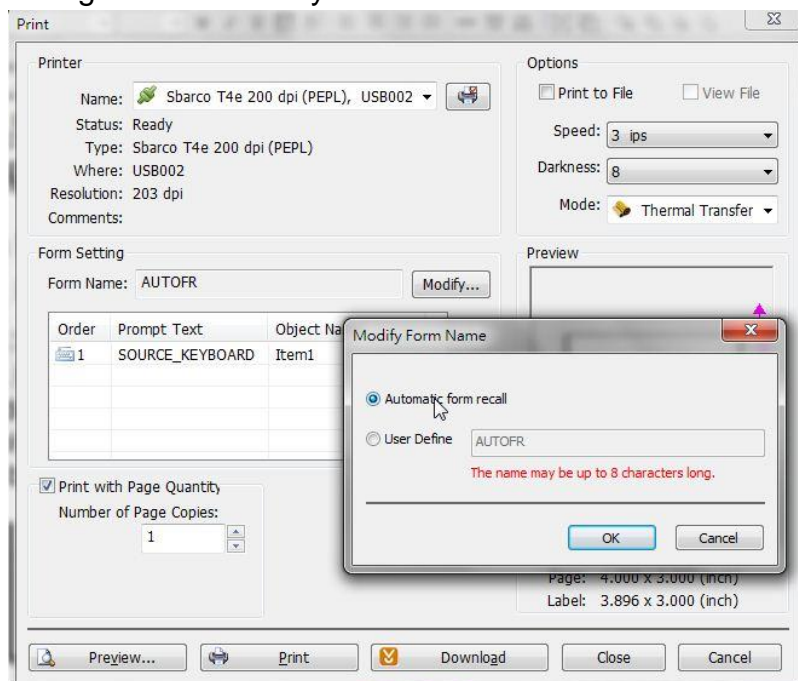 Print
Printer
Name: Sbarco T4e 200 dpi (PEPL), USB002
Status: Ready
Type: Sbarco T4e 200 dpi (PEPL)
Where: USB002
Resolution: 203 dpi
Comments:
Options
Print to File View File
Speed: 3 ips
Darkness: 8
Mode: Thermal Transfer
Form Setting
Form Name: AUTOFR Modify...
Order Prompt Text Object Na
1 SOURCE_KEYBOARD Item1
Preview
Modify Form Name
Automatic form recall
User Define AUTOFR
The name may be up to 8 characters long.
OK Cancel
Print with Page Quantity
Number of Page Copies:
1
Page: 4.000 x 3.000 (inch)
Label: 3.896 x 3.000 (inch)
Preview... Print Download Close Cancel